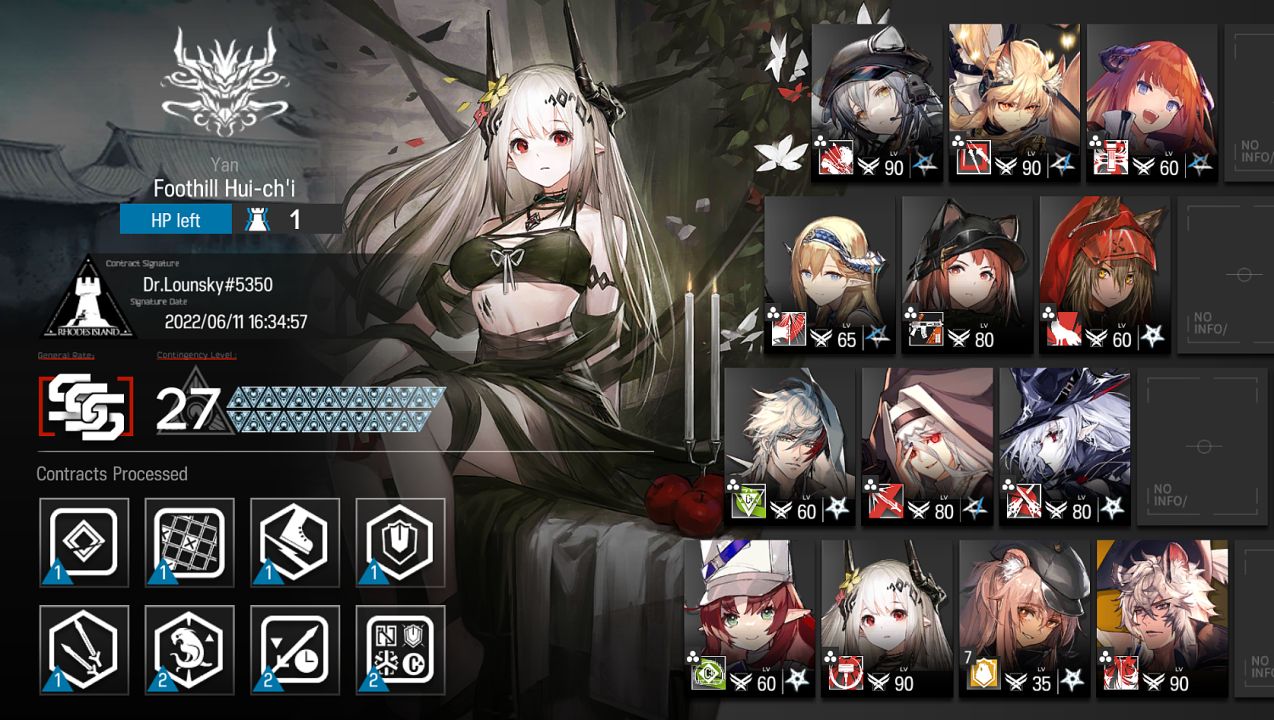 Yan
Foothill Hui-ch'i
HP left 1
Contract Signature
Dr.Lounsky#5350
Signature Date
2022/06/11 16:34:57
RHODES ISLAND
General Rate:
Contingency Level :
SSS
27
Contracts Processed
1 1 1 1
1 2 2 2
LV 90
LV 90
LV 60
NO
INFO/
LV 65
LV 80
LV 60
NO
INFO/
LV 60
LV 80
LV 80
NO
INFO/
LV 60
LV 90
7
LV 35
LV 90
NO